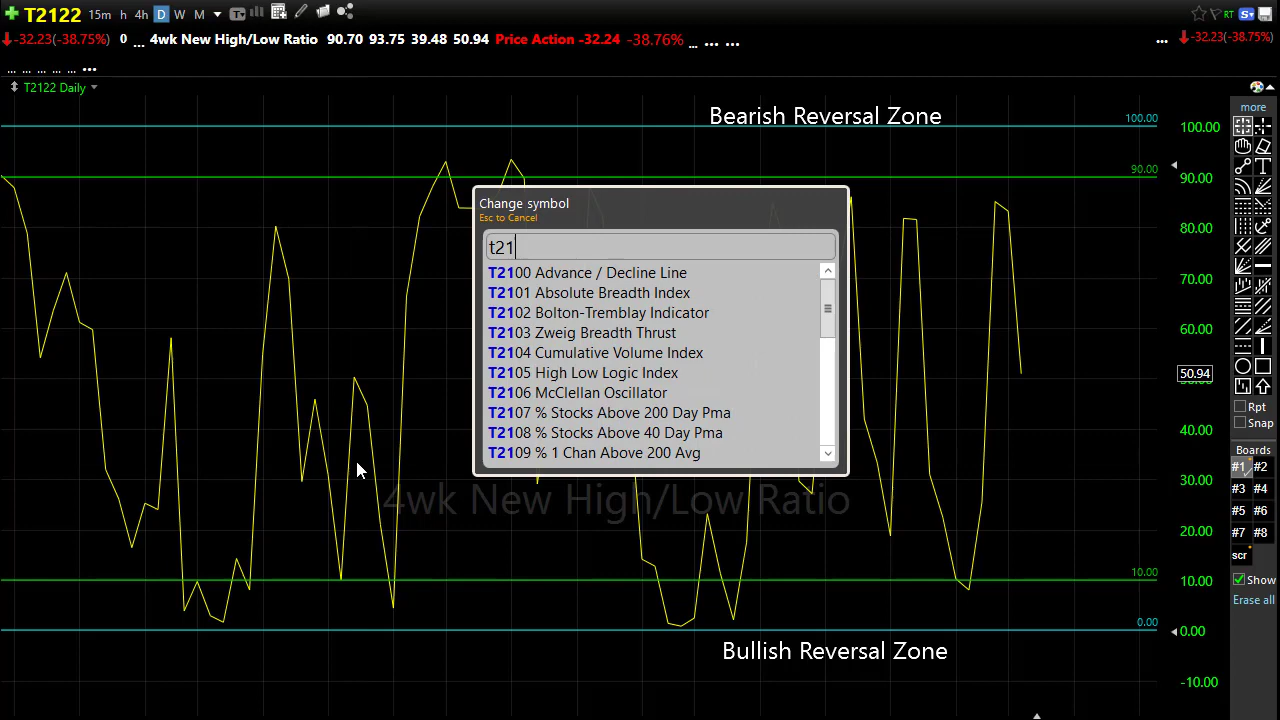 T2122 15m h 4h D W M T RT S
-32.23(-38.75%) 0 ... 4wk New High/Low Ratio 90.70 93.75 39.48 50.94 Price Action -32.24 -38.76% ... ... ... ... -32.23(-38.75%)
... ... ... ... ... ...
T2122 Daily
more
Bearish Reversal Zone
100.00
100.00
90.00
90.00
80.00
70.00
60.00
50.94
40.00
30.00
20.00
10.00
10.00
0.00
0.00
-10.00
Change symbol
Esc to Cancel
t21
T2100 Advance / Decline Line
T2101 Absolute Breadth Index
T2102 Bolton-Tremblay Indicator
T2103 Zweig Breadth Thrust
T2104 Cumulative Volume Index
T2105 High Low Logic Index
T2106 McClellan Oscillator
T2107 % Stocks Above 200 Day Pma
T2108 % Stocks Above 40 Day Pma
T2109 % 1 Chan Above 200 Avg
4wk New High/Low Ratio
Bullish Reversal Zone
T
Rpt
Snap
Boards
#1 #2
#3 #4
#5 #6
#7 #8
scr
Show
Erase all